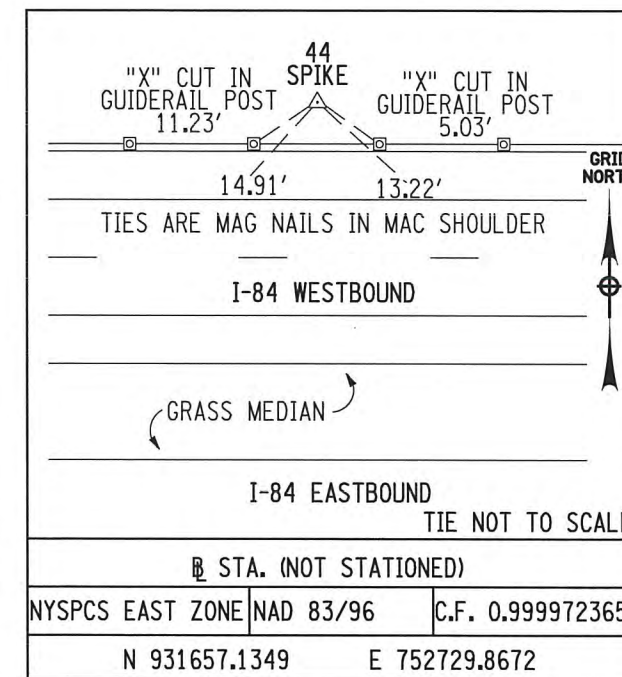 44
SPIKE
"X" CUT IN
GUIDERAIL POST
11.23'
"X" CUT IN
GUIDERAIL POST
5.03'
14.91' 13.22'
GRID
NORT
TIES ARE MAG NAILS IN MAC SHOULDER
I-84 WESTBOUND
GRASS MEDIAN
I-84 EASTBOUND
TIE NOT TO SCAL
℔ STA. (NOT STATIONED)
NYSPCS EAST ZONE NAD 83/96 C.F. 0.999972365
N 931657.1349 E 752729.8672